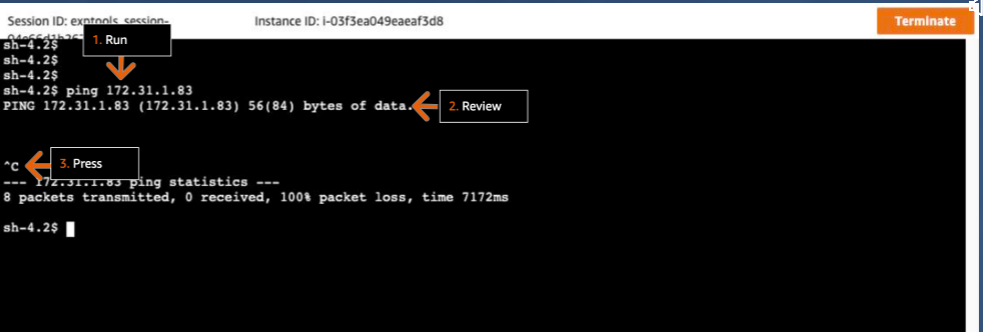 Session ID: exptools_session-
Instance ID: i-03f3ea049eaeaf3d8
Terminate
sh-4.2$
1. Run
sh-4.2$
sh-4.2$
sh-4.2$ ping 172.31.1.83
PING 172.31.1.83 (172.31.1.83) 56(84) bytes of data.
2. Review
^C
3. Press
--- 172.31.1.83 ping statistics ---
8 packets transmitted, 0 received, 100% packet loss, time 7172ms
sh-4.2$